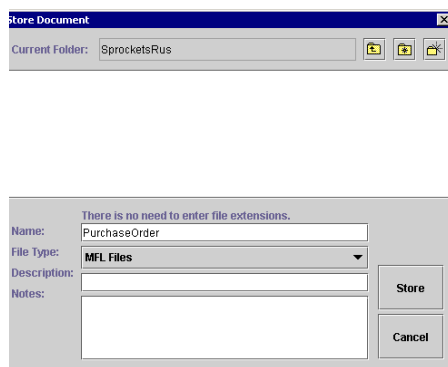 Store Document
Current Folder: SprocketsRus
There is no need to enter file extensions.
Name: PurchaseOrder
File Type: MFL Files
Description:
Notes:
Store
Cancel